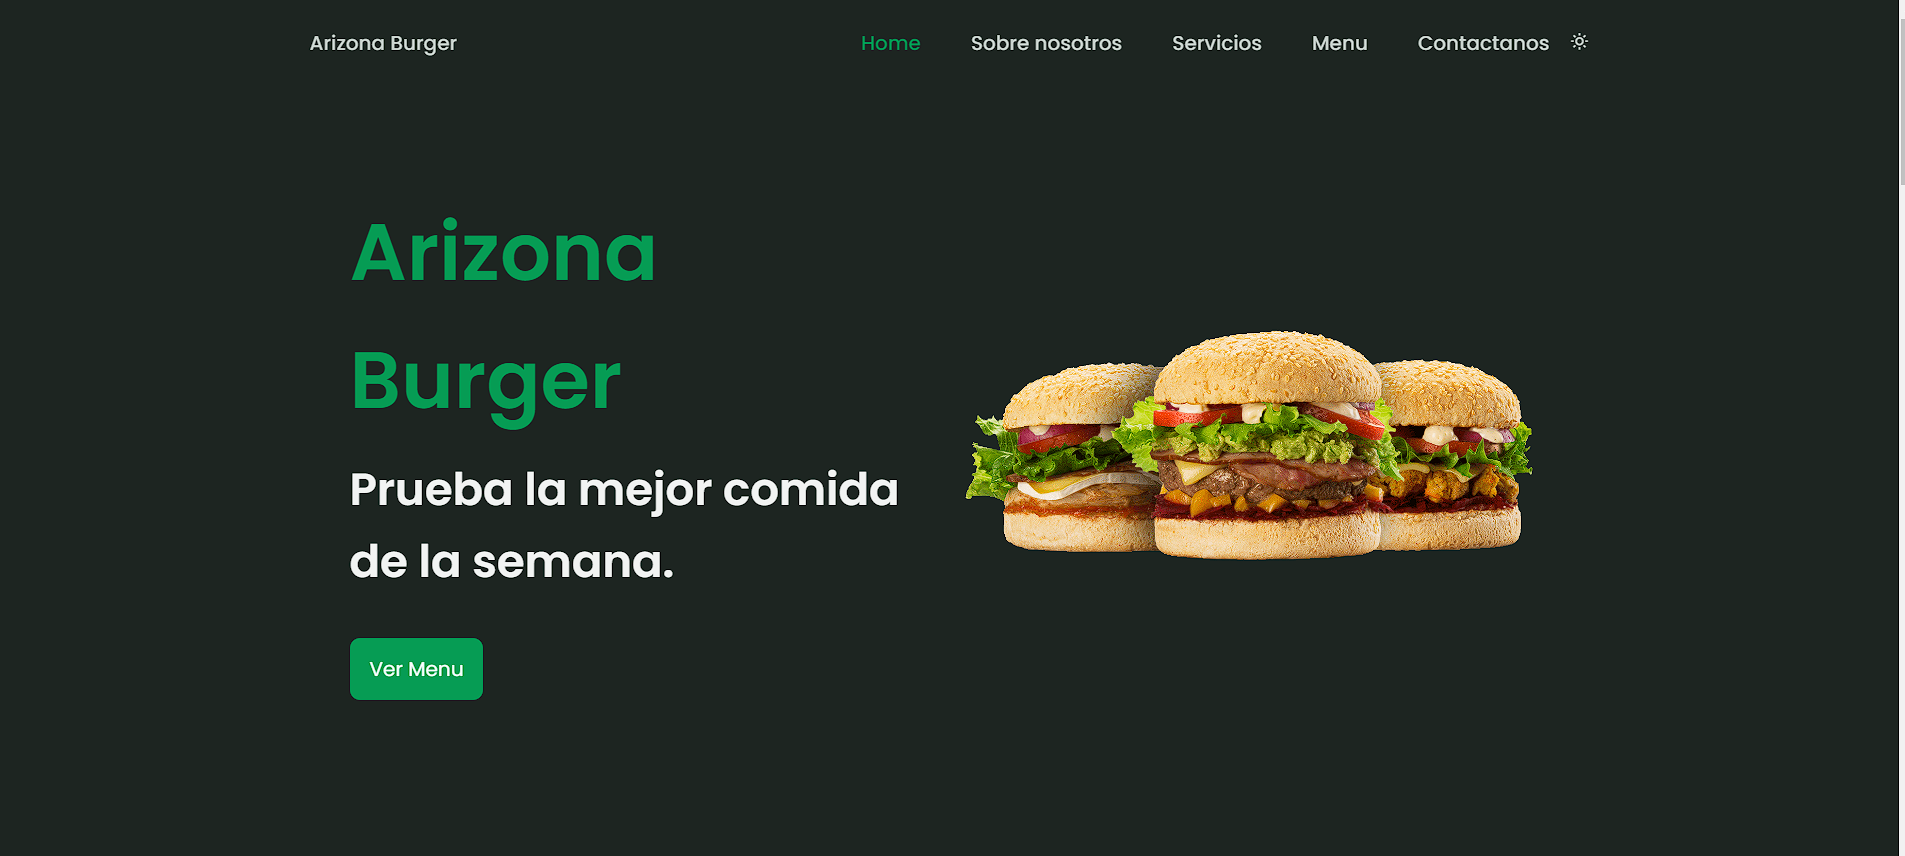 Arizona Burger
Home Sobre nosotros Servicios Menu Contactanos
Arizona
Burger
Prueba la mejor comida
de la semana.
Ver Menu